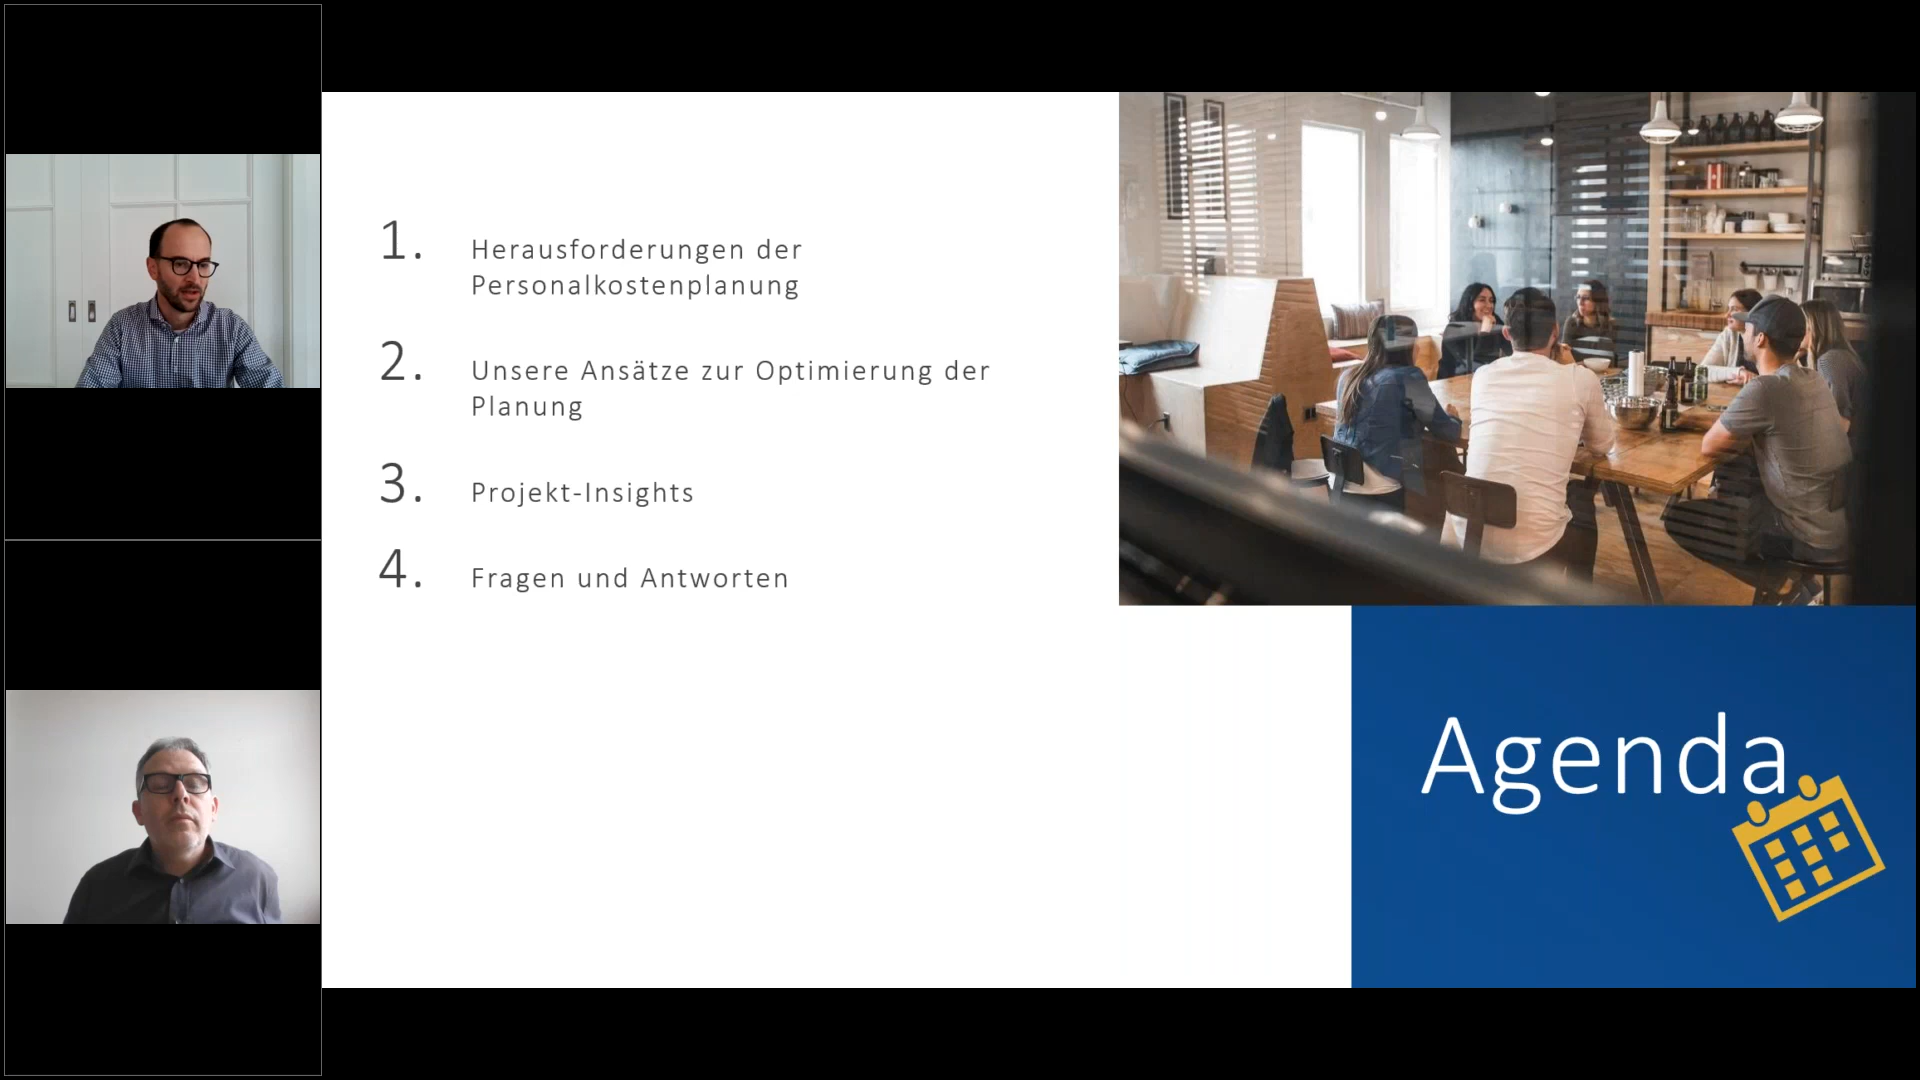 1. Herausforderungen der
Personalkostenplanung
2. Unsere Ansätze zur Optimierung der
Planung
3. Projekt-Insights
4. Fragen und Antworten
Agenda